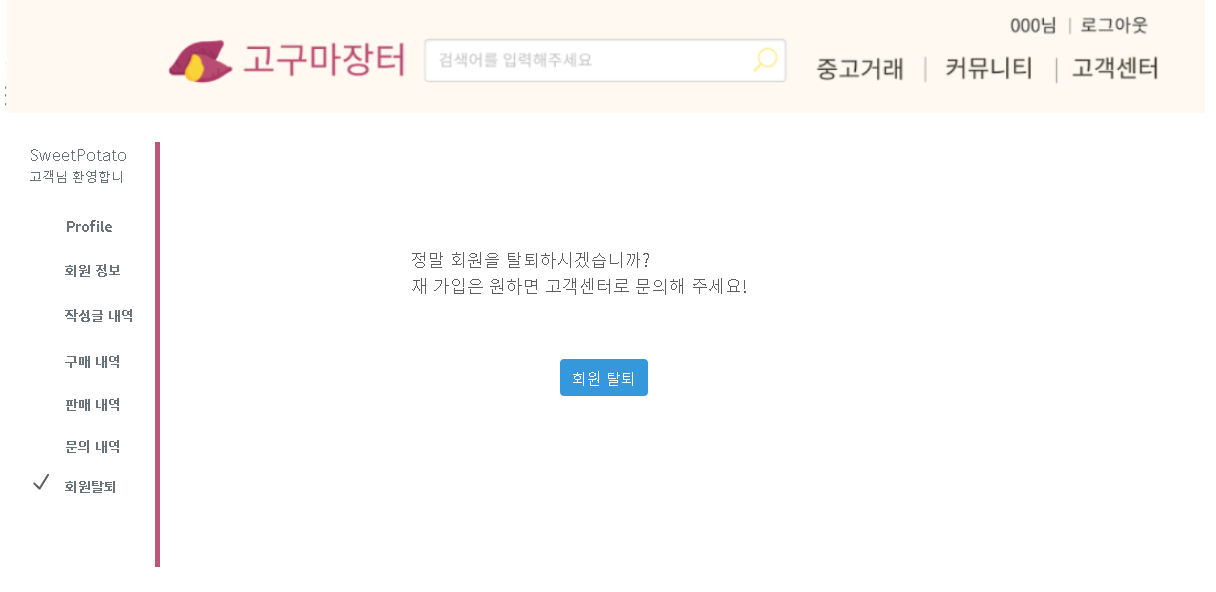 000님 | 로그아웃
고구마장터
검색어를 입력해주세요
중고거래 | 커뮤니티 | 고객센터
SweetPotato
고객님 환영합니
Profile
회원 정보
작성글 내역
구매 내역
판매 내역
문의 내역
회원탈퇴
정말 회원을 탈퇴하시겠습니까?
재 가입은 원하면 고객센터로 문의해 주세요!
회원 탈퇴